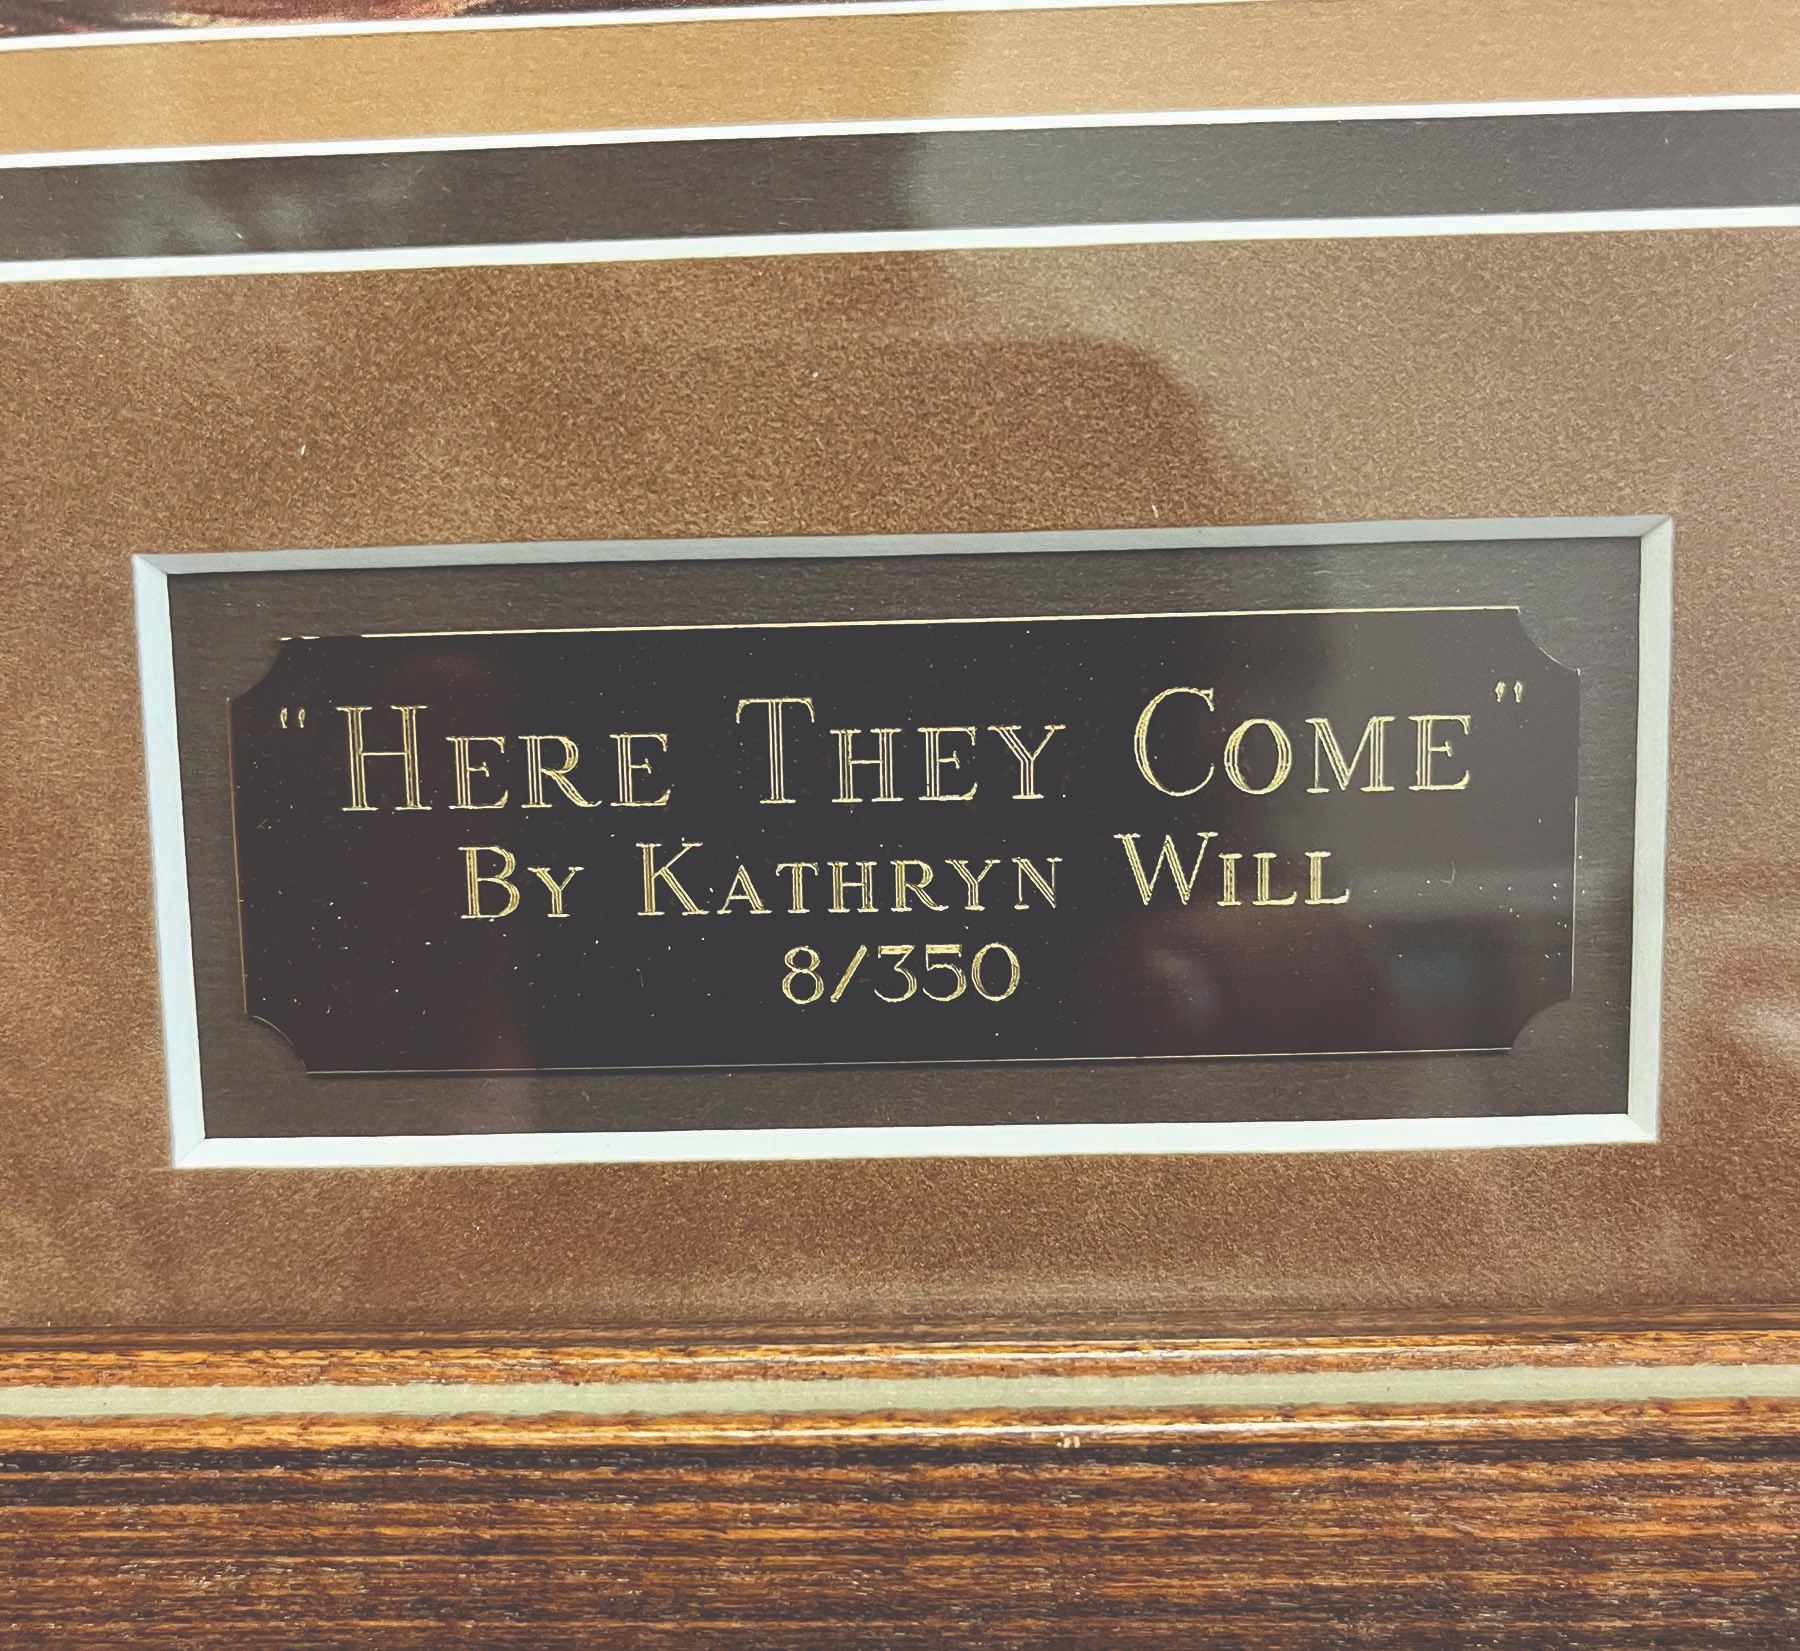 "Here They Come"
By Kathryn Will
8/350